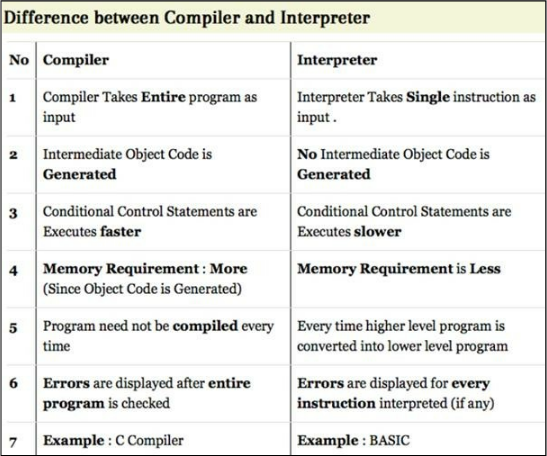 Difference between Compiler and Interpreter
No Compiler Interpreter
1 Compiler Takes Entire program as Interpreter Takes Single instruction as
input input .
2 Intermediate Object Code is No Intermediate Object Code is
Generated Generated
3 Conditional Control Statements are Conditional Control Statements are
Executes faster Executes slower
4 Memory Requirement : More Memory Requirement is Less
(Since Object Code is Generated)
5 Program need not be compiled every Every time higher level program is
time converted into lower level program
6 Errors are displayed after entire Errors are displayed for every
program is checked instruction interpreted (if any)
7 Example : C Compiler Example : BASIC